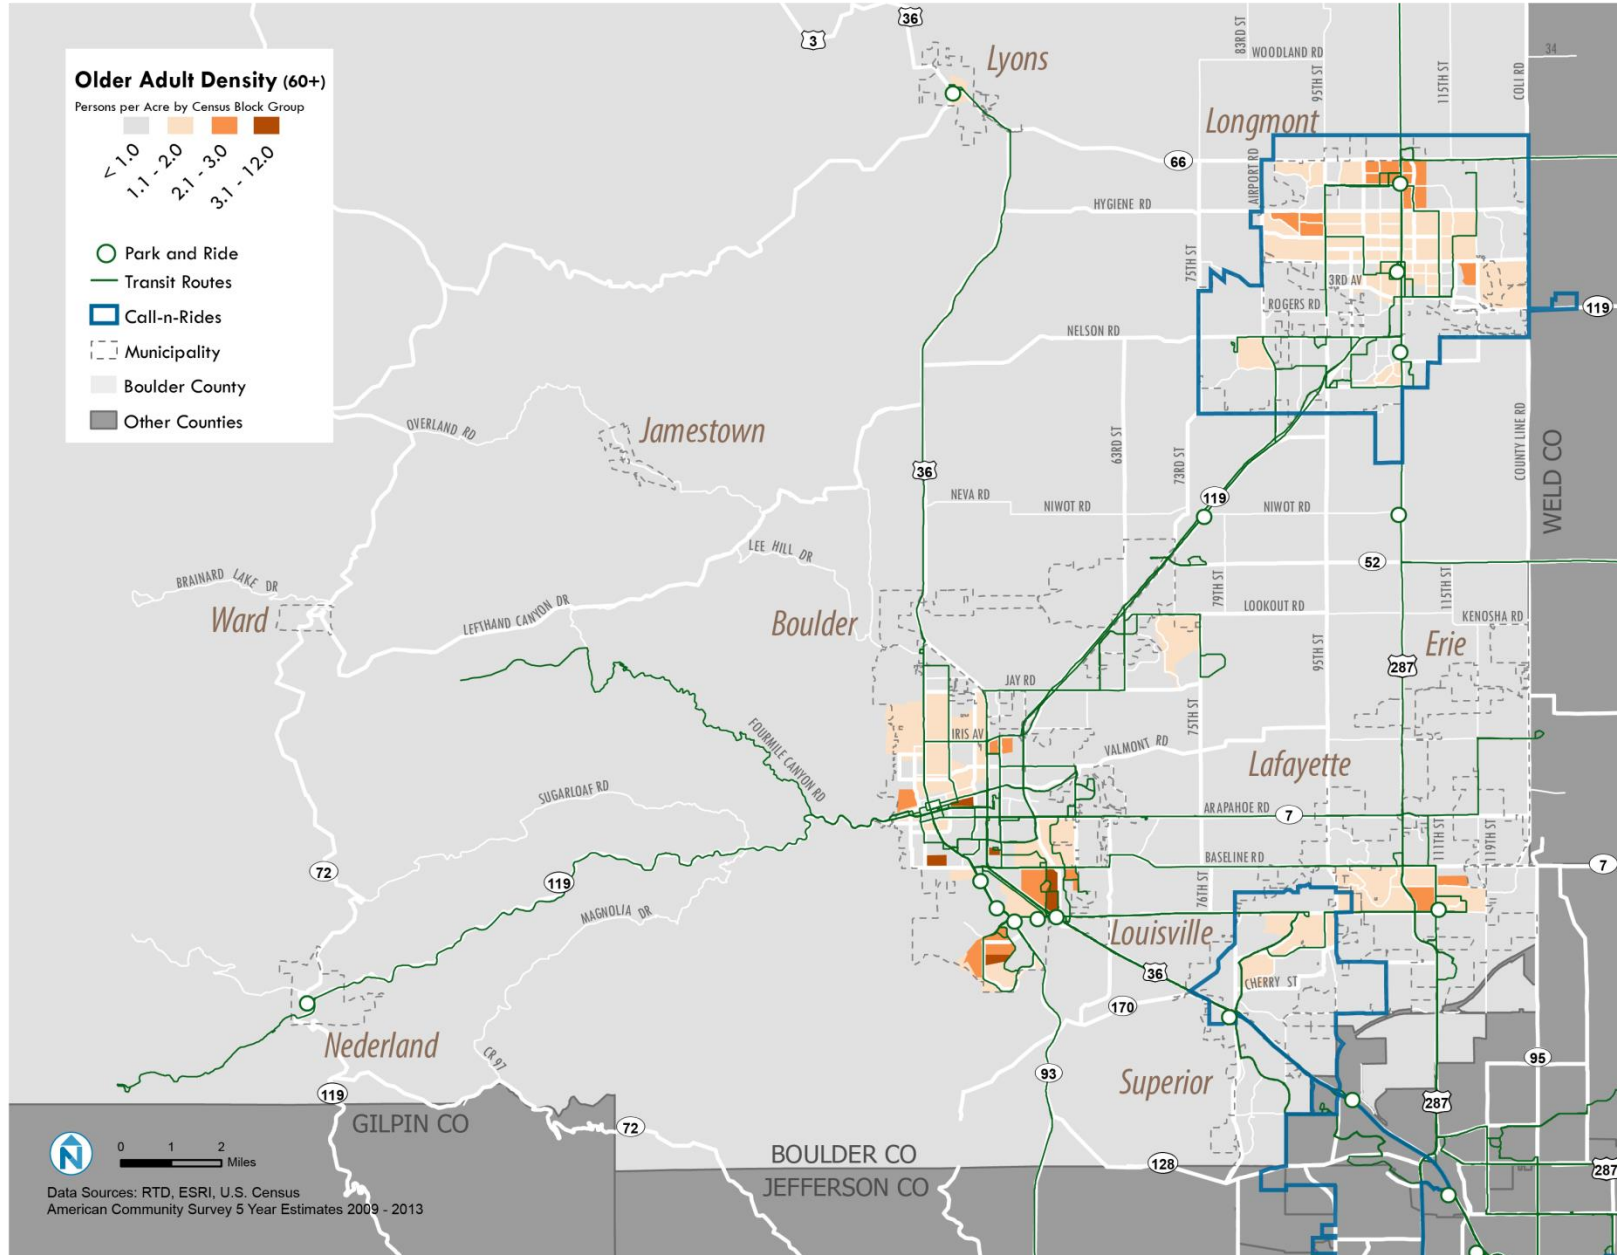 Older Adult Density (60+)
Persons per Acre by Census Block Group
< 1.0
1.1 - 2.0
2.1 - 3.0
3.1 - 12.0
Park and Ride
Transit Routes
Call-n-Rides
Municipality
Boulder County
Other Counties
36
3
Lyons
83RD ST
WOODLAND RD
34
95TH ST
115TH ST
COLI RD
Longmont
66
AIRPORT RD
HYGIENE RD
75TH ST
3RD AV
ROGERS RD
119
NELSON RD
OVERLAND RD
Jamestown
63RD ST
73RD ST
COUNTY LINE RD
WELD CO
36
NEVA RD
119
NIWOT RD
NIWOT RD
LEE HILL DR
52
BRAINARD LAKE DR
79TH ST
115TH ST
Ward
LEFTHAND CANYON DR
Boulder
LOOKOUT RD
KENOSHA RD
Erie
95TH ST
287
JAY RD
75TH ST
FOURMILE CANYON RD
IRIS AV
VALMONT RD
Lafayette
SUGARLOAF RD
ARAPAHOE RD
7
111TH ST
119TH ST
BASELINE RD
7
72
119
76TH ST
MAGNOLIA DR
Louisville
36
CHERRY ST
170
Nederland
CR 97
93
Superior
95
119
287
GILPIN CO
72
N
0 1 2
Miles
BOULDER CO
JEFFERSON CO
128
287
Data Sources: RTD, ESRI, U.S. Census
American Community Survey 5 Year Estimates 2009 - 2013